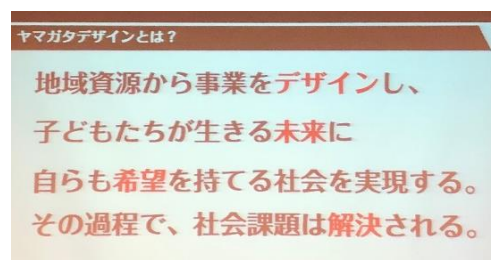 ヤマガタデザインとは？
地域資源から事業をデザインし、
子どもたちが生きる未来に
自らも希望を持てる社会を実現する。
その過程で、社会課題は解決される。